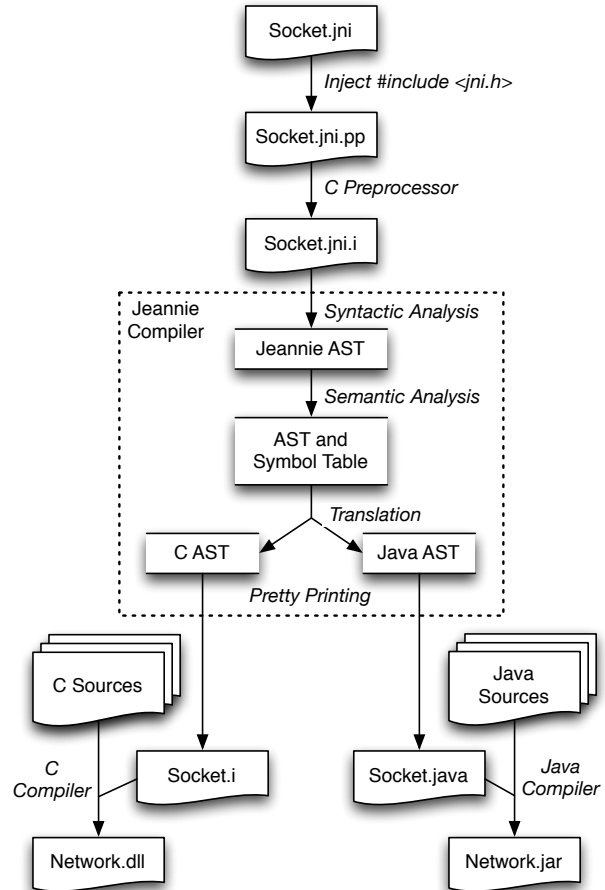 Socket.jni
Inject #include <jni.h>
Socket.jni.pp
C Preprocessor
Socket.jni.i
Jeannie
Compiler
Syntactic Analysis
Jeannie AST
Semantic Analysis
AST and
Symbol Table
Translation
C AST
Java AST
Pretty Printing
C Sources
Java
Sources
C
Compiler
Socket.i
Socket.java
Java
Compiler
Network.dll
Network.jar